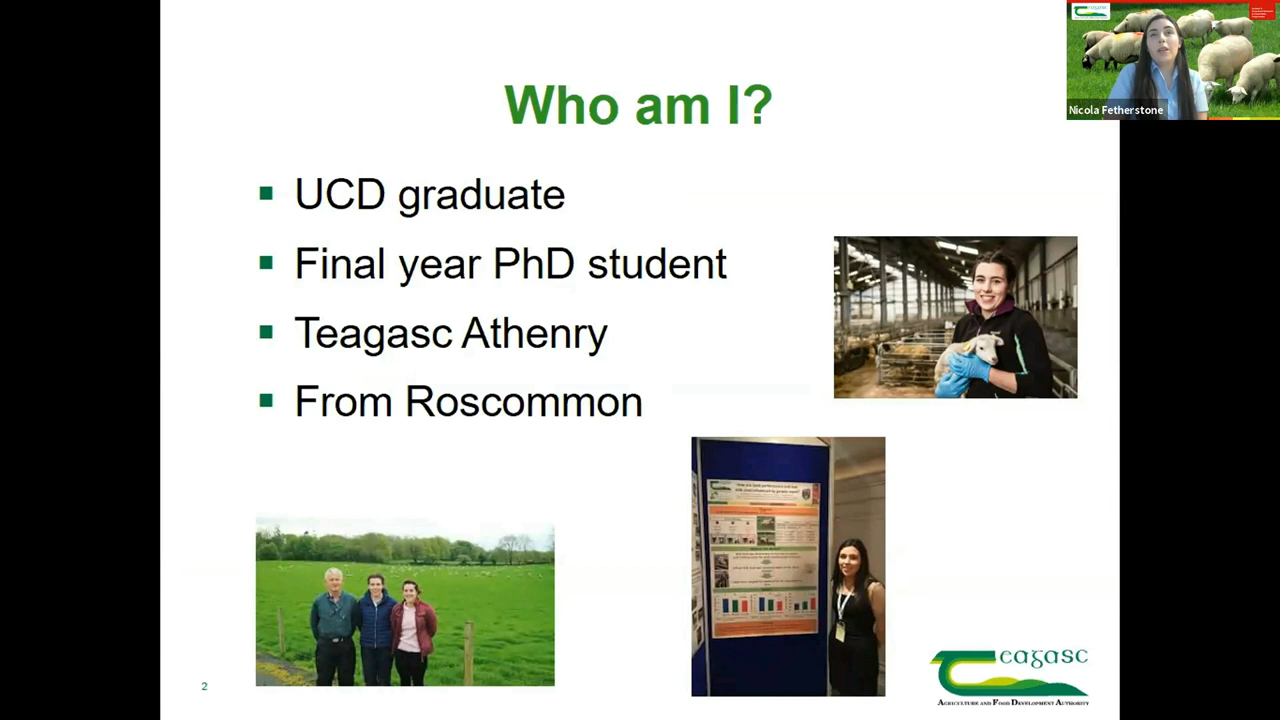 Who am I?
UCD graduate
Final year PhD student
Teagasc Athenry
From Roscommon
teagasc
Nicola Fetherstone
2
Teagasc
AGRICULTURE AND FOOD DEVELOPMENT AUTHORITY